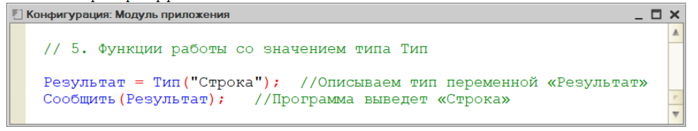 Конфигурация: Модуль приложения
// 5. Функции работы со значением типа Тип
Результат = Тип("Строка"); //Описываем тип переменной «Результат»
Сообщить(Результат); //Программа выведет «Строка»